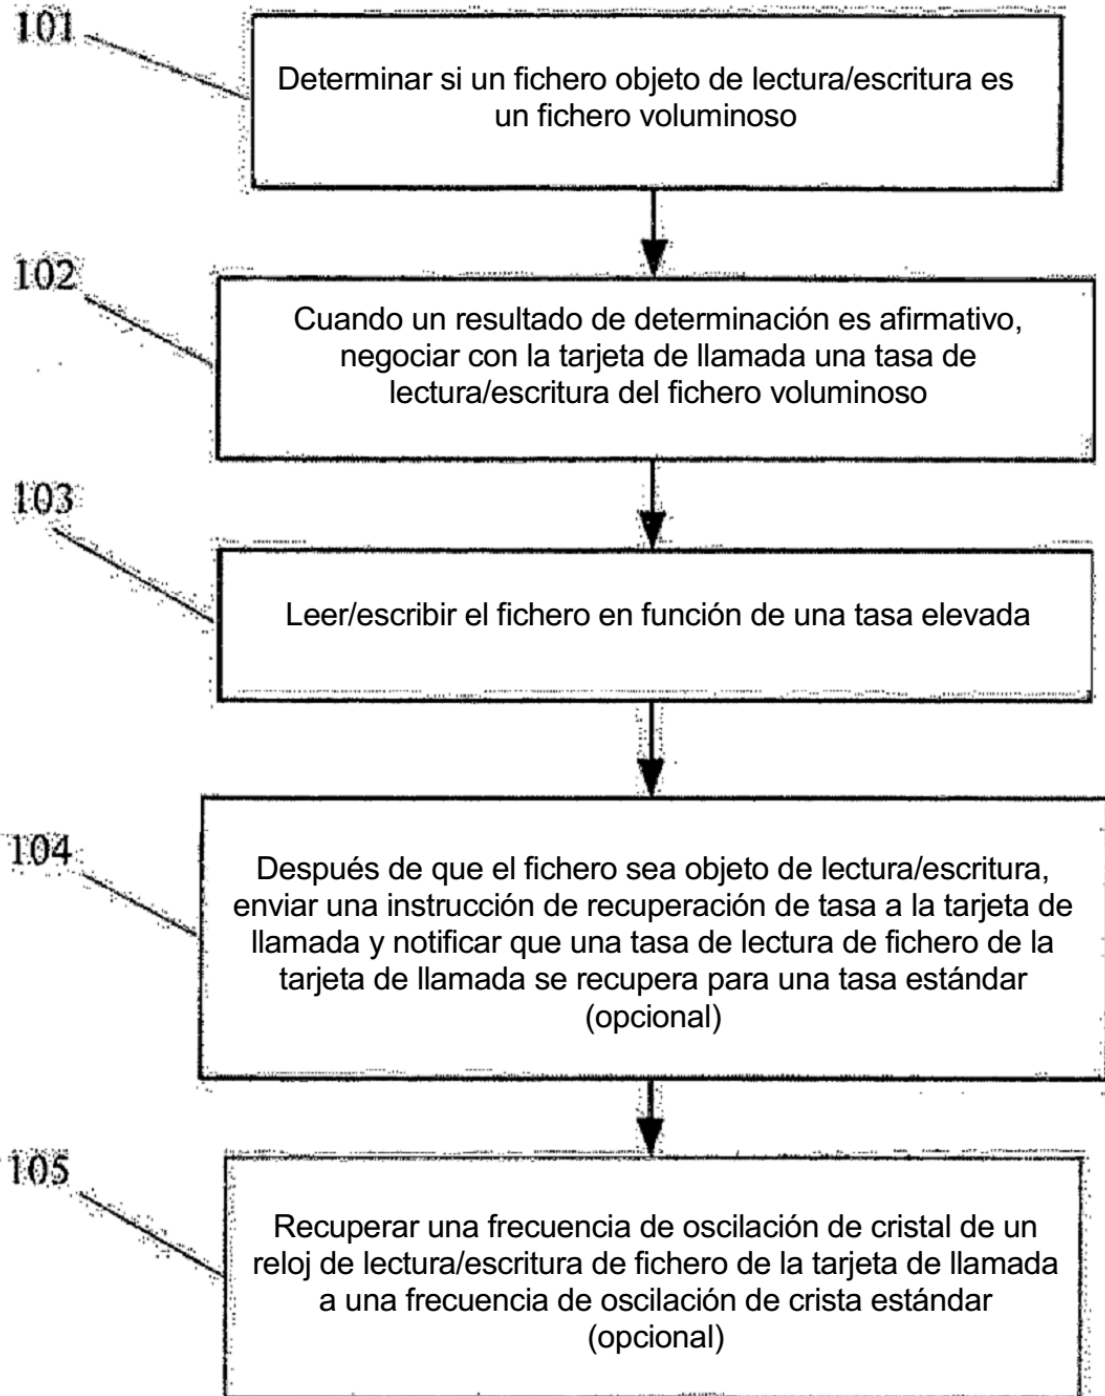 101
Determinar si un fichero objeto de lectura/escritura es
un fichero voluminoso
102
Cuando un resultado de determinación es afirmativo,
negociar con la tarjeta de llamada una tasa de
lectura/escritura del fichero voluminoso
103
Leer/escribir el fichero en función de una tasa elevada
104
Después de que el fichero sea objeto de lectura/escritura,
enviar una instrucción de recuperación de tasa a la tarjeta de
llamada y notificar que una tasa de lectura de fichero de la
tarjeta de llamada se recupera para una tasa estándar
(opcional)
105
Recuperar una frecuencia de oscilación de cristal de un
reloj de lectura/escritura de fichero de la tarjeta de llamada
a una frecuencia de oscilación de crista estándar
(opcional)